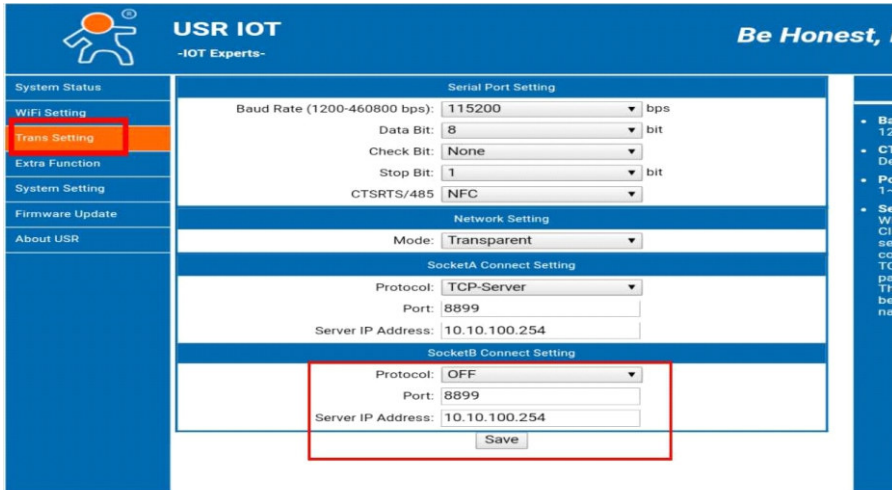 ®
USR IOT
-IOT Experts-
Be Honest,
System Status
WiFi Setting
Trans Setting
Extra Function
System Setting
Firmware Update
About USR
Serial Port Setting
Baud Rate (1200-460800 bps): 115200 bps
Data Bit: 8 bit
Check Bit: None
Stop Bit: 1 bit
CTSRTS/485 NFC
Network Setting
Mode: Transparent
SocketA Connect Setting
Protocol: TCP-Server
Port: 8899
Server IP Address: 10.10.100.254
SocketB Connect Setting
Protocol: OFF
Port: 8899
Server IP Address: 10.10.100.254
Save